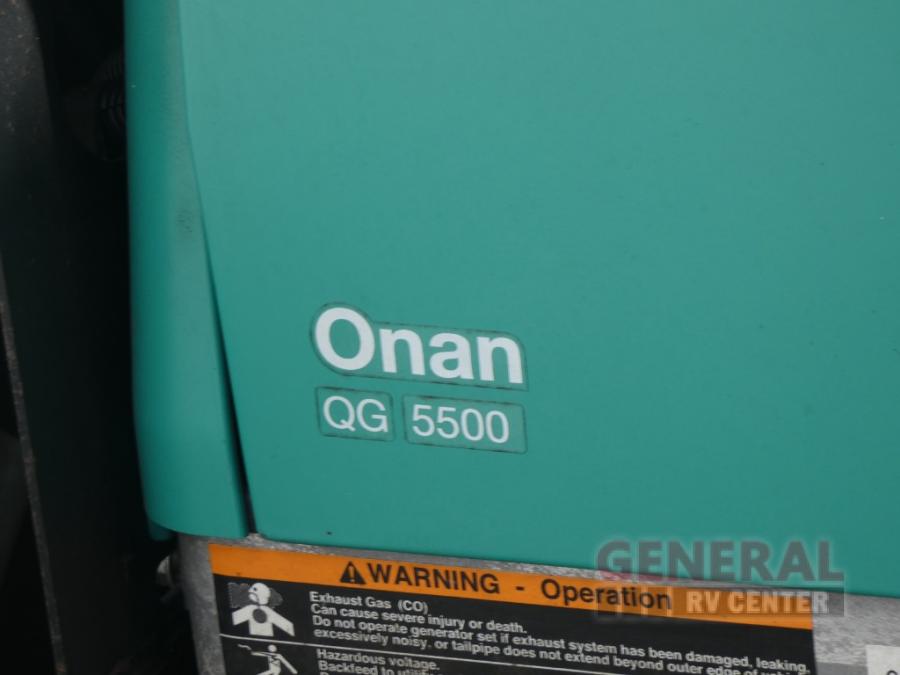 Onan
QG 5500
WARNING - Operation
Exhaust Gas (CO)
Can cause severe injury or death.
Do not operate generator set if exhaust system has been damaged, leaking,
excessively noisy, or tailpipe does not extend beyond outer edge of
Hazardous voltage.
Backfeed to
GENERAL
RV CENTER